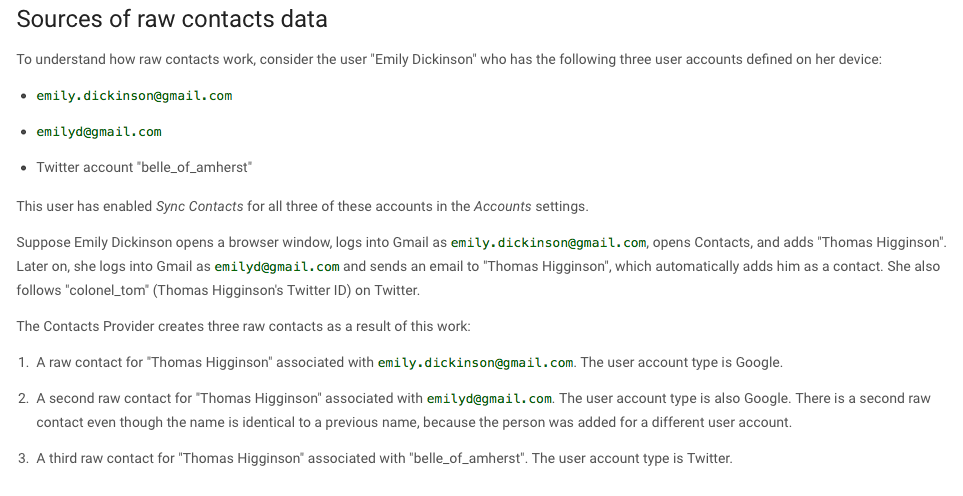 Sources of raw contacts data
To understand how raw contacts work, consider the user "Emily Dickinson" who has the following three user accounts defined on her device:
• emily.dickinson@gmail.com
• emilyd@gmail.com
• Twitter account "belle_of_amherst"
This user has enabled Sync Contacts for all three of these accounts in the Accounts settings.
Suppose Emily Dickinson opens a browser window, logs into Gmail as emily.dickinson@gmail.com, opens Contacts, and adds "Thomas Higginson".
Later on, she logs into Gmail as emilyd@gmail.com and sends an email to "Thomas Higginson", which automatically adds him as a contact. She also
follows "colonel_tom" (Thomas Higginson's Twitter ID) on Twitter.
The Contacts Provider creates three raw contacts as a result of this work:
1. A raw contact for "Thomas Higginson" associated with emily.dickinson@gmail.com. The user account type is Google.
2. A second raw contact for "Thomas Higginson" associated with emilyd@gmail.com. The user account type is also Google. There is a second raw
contact even though the name is identical to a previous name, because the person was added for a different user account.
3. A third raw contact for "Thomas Higginson" associated with "belle_of_amherst". The user account type is Twitter.